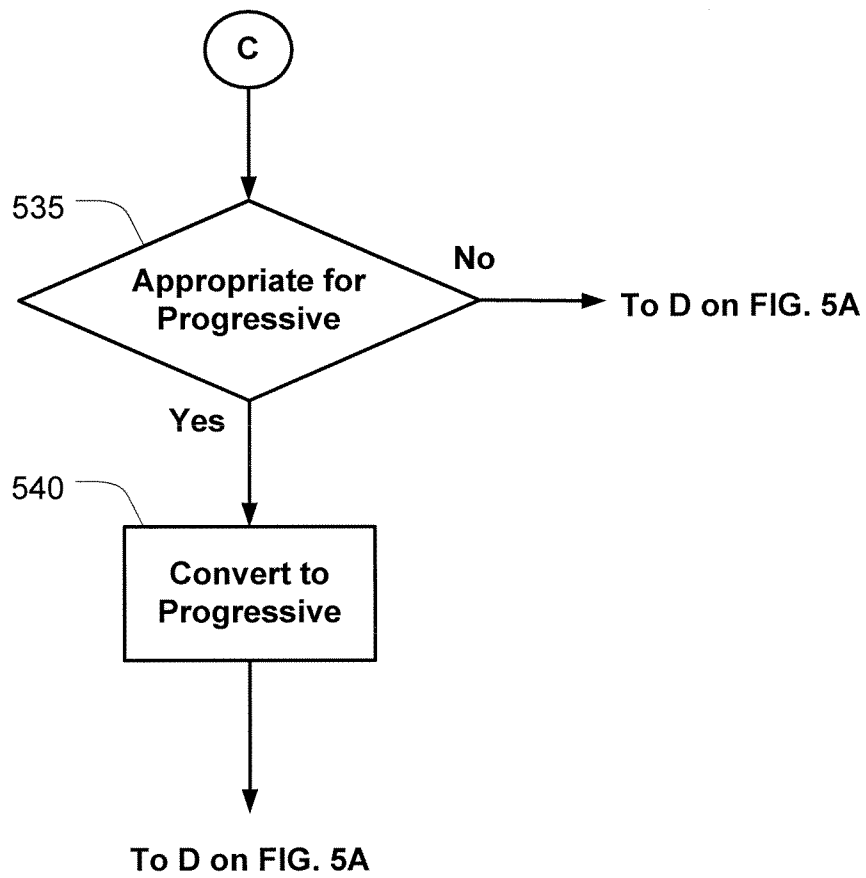 C
535
Appropriate for
Progressive
No
To D on FIG. 5A
Yes
540
Convert to
Progressive
To D on FIG. 5A